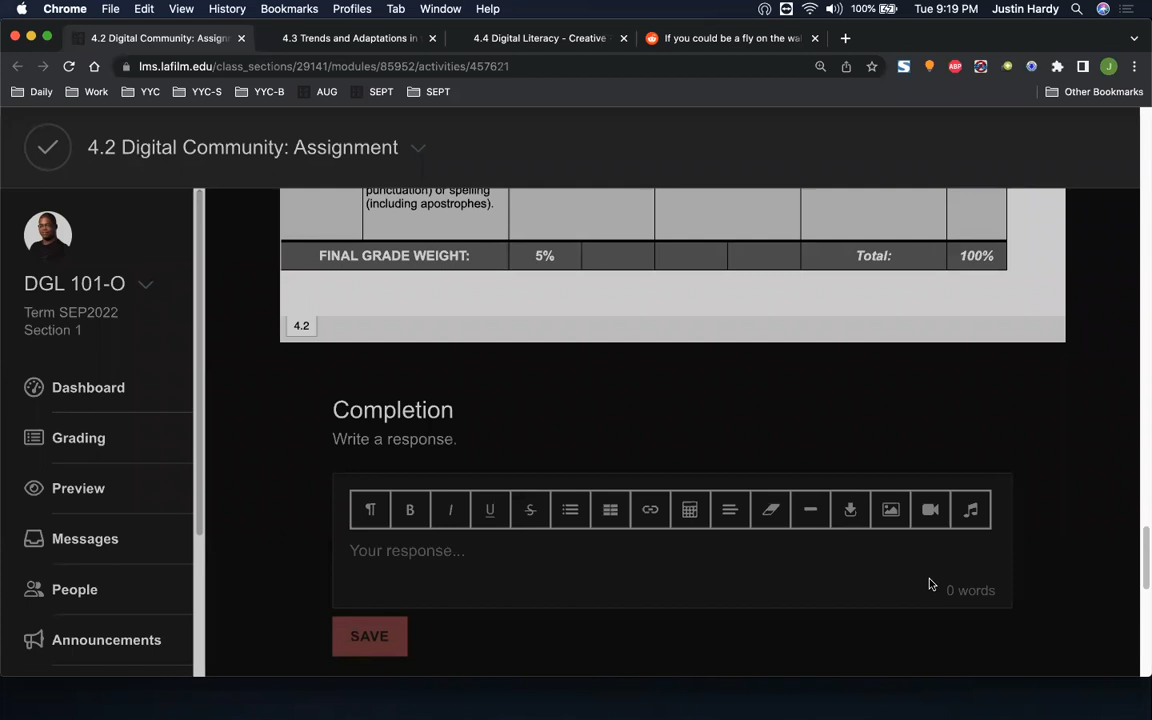 Chrome File Edit View History Bookmarks Profiles Tab Window Help 100% Tue 9:19 PM Justin Hardy
4.2 Digital Community: Assign 4.3 Trends and Adaptations in 4.4 Digital Literacy - Creative If you could be a fly on the wa
lms.lafilm.edu/class_sections/29141/modules/85952/activities/457621 ABP J
Daily Work YYC YYC-S YYC-B AUG SEPT SEPT Other Bookmarks
4.2 Digital Community: Assignment
punctuation) or spelling
(including apostrophes).
FINAL GRADE WEIGHT: 5% Total: 100%
4.2
DGL 101-O
Term SEP2022
Section 1
Dashboard
Grading
Preview
Messages
People
Announcements
Completion
Write a response.
B I U S
Your response...
0 words
SAVE